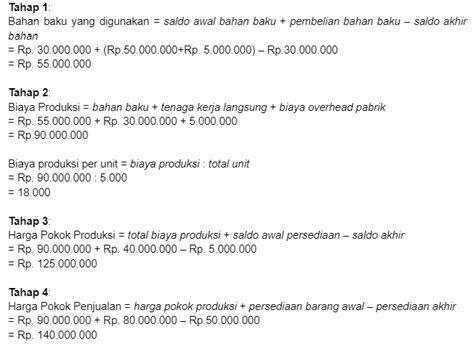 Tahap 1:
Bahan baku yang digunakan = saldo awal bahan baku + pembelian bahan baku – saldo akhir
bahan
= Rp. 30.000.000 + (Rp.50.000.000+Rp. 5.000.000) – Rp.30.000.000
= Rp. 55.000.000
Tahap 2:
Biaya Produksi = bahan baku + tenaga kerja langsung + biaya overhead pabrik
= Rp. 55.000.000 + Rp. 30.000.000 + 5.000.000
= Rp 90.000.000
Biaya produksi per unit = biaya produksi : total unit
= Rp. 90.000.000 : 5.000
= 18.000
Tahap 3:
Harga Pokok Produksi = total biaya produksi + saldo awal persediaan – saldo akhir
= Rp. 90.000.000 + Rp. 40.000.000 – Rp. 5.000.000
= Rp. 125.000.000
Tahap 4:
Harga Pokok Penjualan = harga pokok produksi + persediaan barang awal – persediaan akhir
= Rp. 90.000.000 + Rp. 80.000.000 – Rp.50.000.000
= Rp. 140.000.000